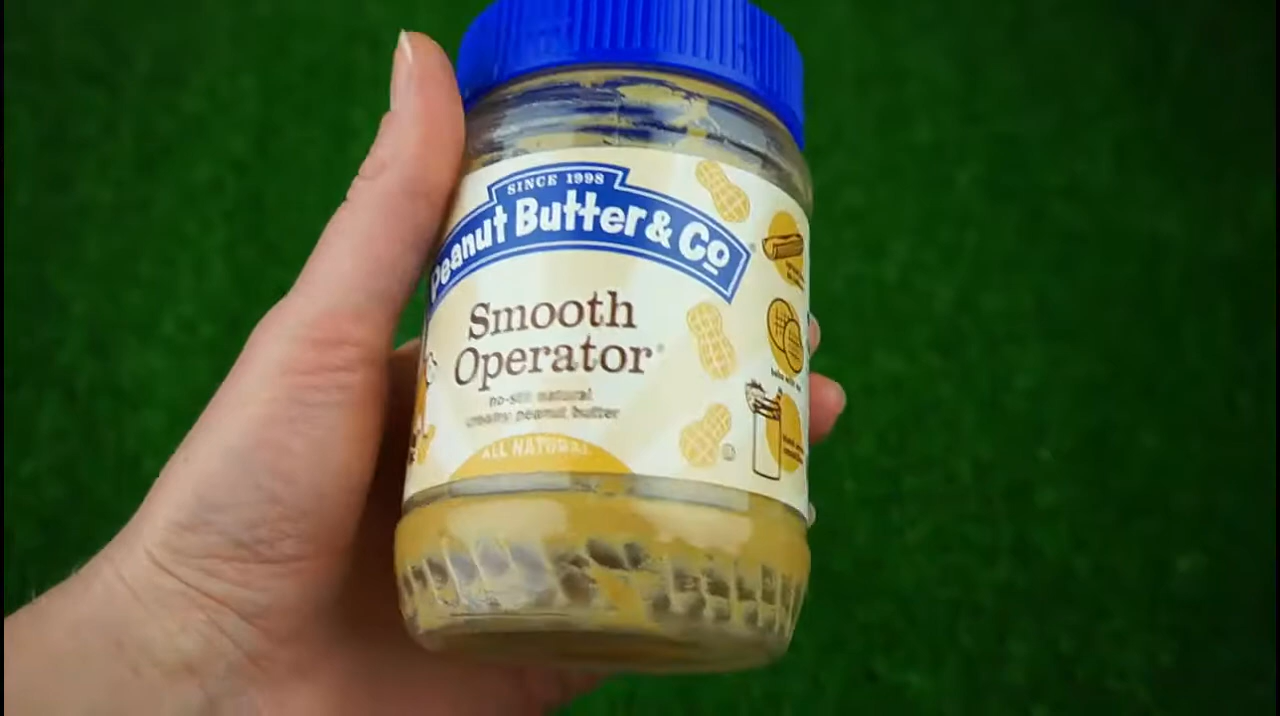 SINCE 1998
Peanut Butter & Co
Smooth
Operator
no-stir natural
creamy peanut butter
ALL NATURAL